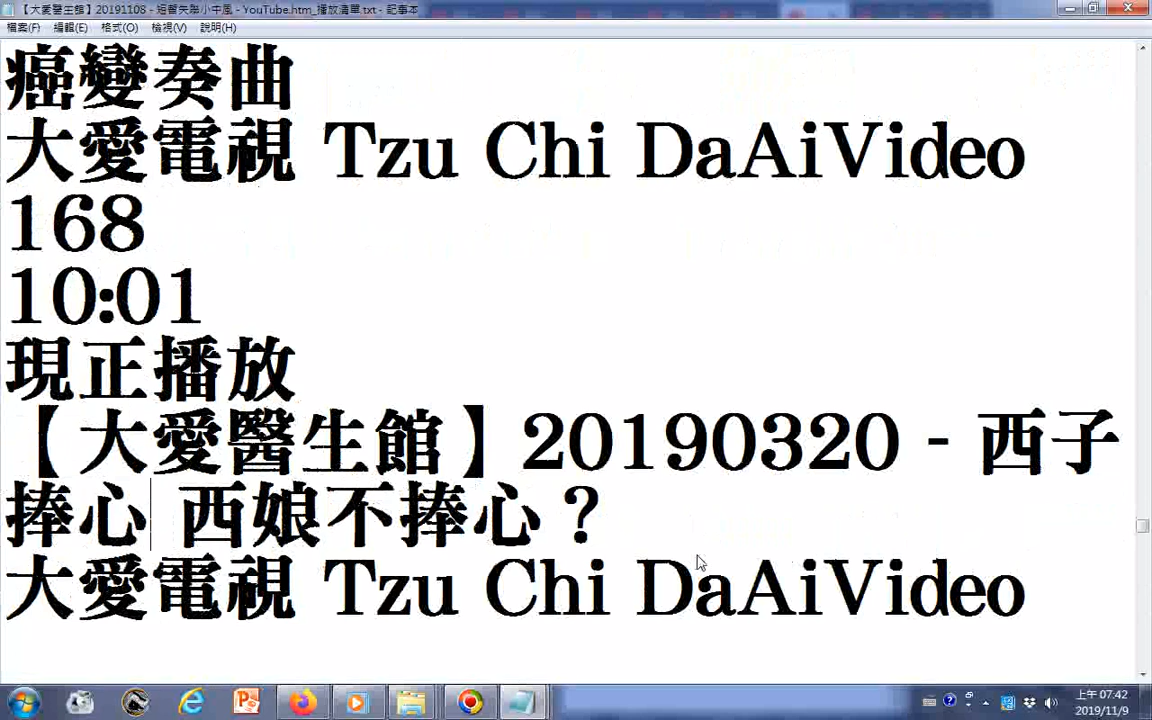 【大愛醫生館】20191108 - 短暫失聯小中風 - YouTube.htm_播放清單.txt - 記事本
檔案(F) 編輯(E) 格式(O) 檢視(V) 說明(H)
癌變奏曲
大愛電視 Tzu Chi DaAiVideo
168
10:01
現正播放
【大愛醫生館】20190320 - 西子
捧心 西娘不捧心？
大愛電視 Tzu Chi DaAiVideo
上午 07:42
2019/11/9